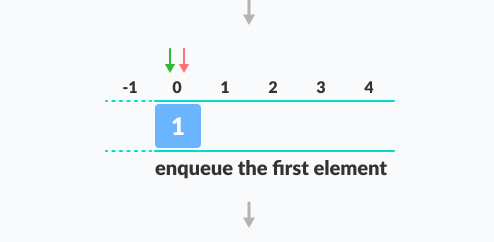 -1 0 1 2 3 4
1
enqueue the first element